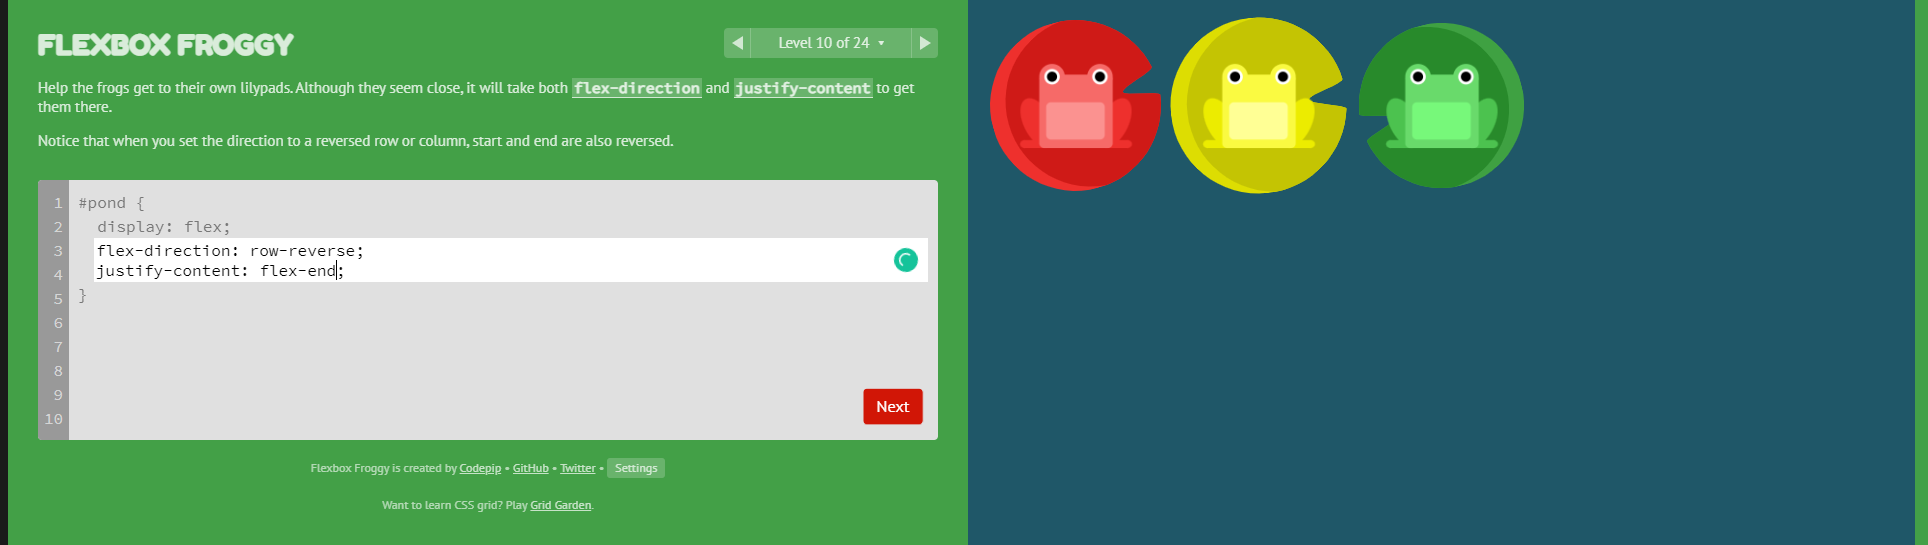 FLEXBOX FROGGY
◀ Level 10 of 24 ▾ ▶
Help the frogs get to their own lilypads. Although they seem close, it will take both flex-direction and justify-content to get
them there.
Notice that when you set the direction to a reversed row or column, start and end are also reversed.
1 #pond {
2 display: flex;
3 flex-direction: row-reverse;
4 justify-content: flex-end;
5 }
6
7
8
9
10
Next
Flexbox Froggy is created by Codepip • GitHub • Twitter • Settings
Want to learn CSS grid? Play Grid Garden.